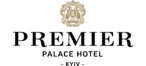 PREMIER
PALACE HOTEL
- KYIV -